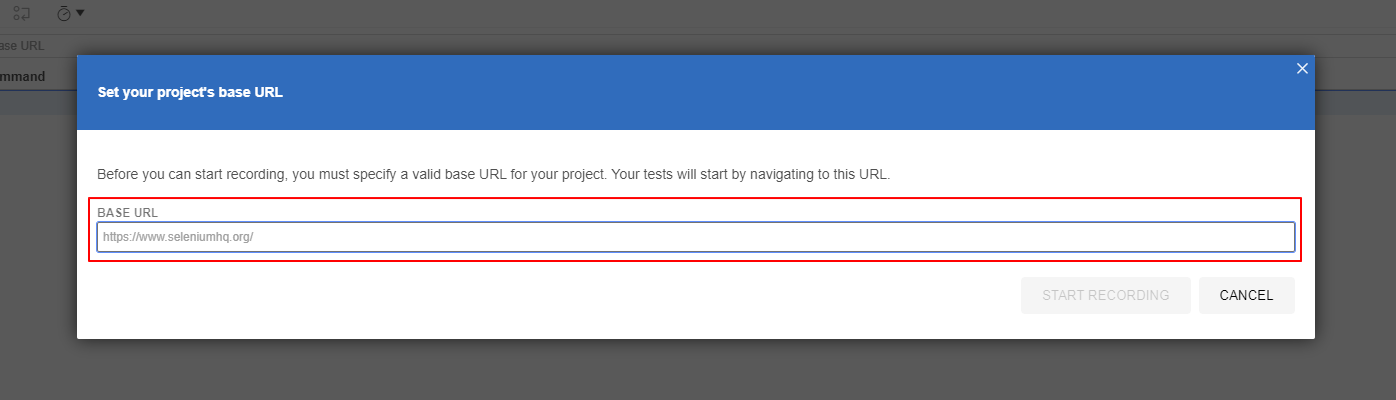 ase URL
mmand
Set your project's base URL
Before you can start recording, you must specify a valid base URL for your project. Your tests will start by navigating to this URL.
BASE URL
https://www.seleniumhq.org/
START RECORDING CANCEL